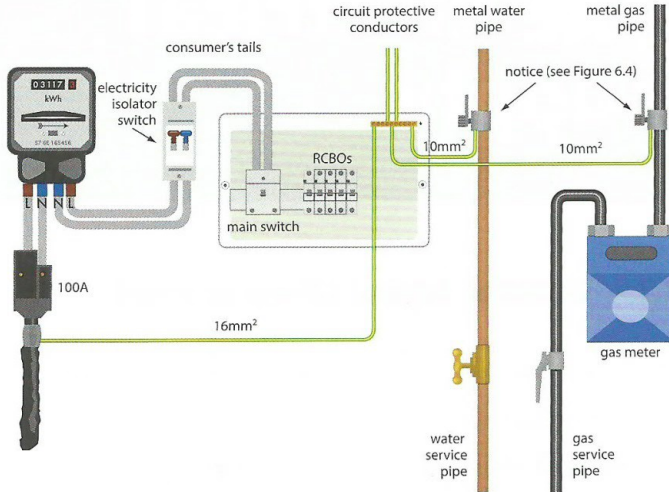 circuit protective
conductors
metal water
pipe
metal gas
pipe
consumer's tails
notice (see Figure 6.4)
electricity
isolator
switch
03117
kWh
L N N L
100A
RCBOs
main switch
10mm²
10mm²
16mm²
gas meter
water
service
pipe
gas
service
pipe